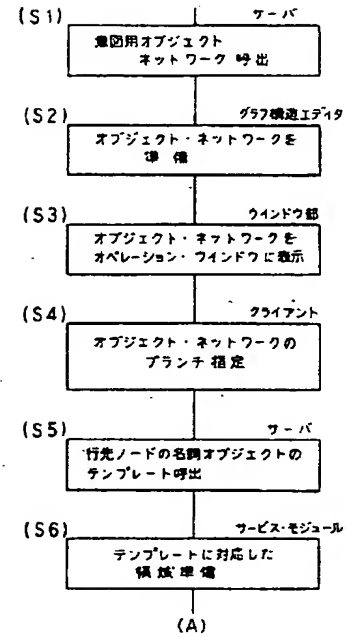 (S1)
サーバ
意図用オブジェクト
ネットワーク呼出
(S2)
グラフ構造エディタ
オブジェクト・ネットワークを
準備
(S3)
ウインドウ部
オブジェクト・ネットワークを
オペレーション・ウインドウに表示
(S4)
クライアント
オブジェクト・ネットワークの
ブランチ指定
(S5)
サーバ
行先ノードの名詞オブジェクトの
テンプレート呼出
(S6)
サービス・モジュール
テンプレートに対応した
領域準備
(A)